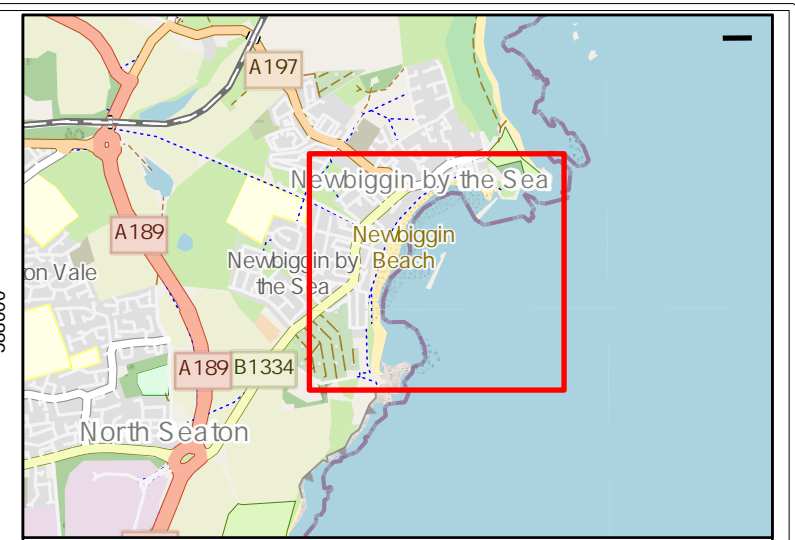 A197
Newbiggin by the Sea
A189
Newbiggin
Beach
on Vale
Newbiggin by
the Sea
A189
B1334
North Seaton